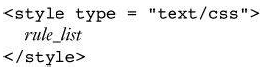 <style type = "text/css">
rule_list
</style>